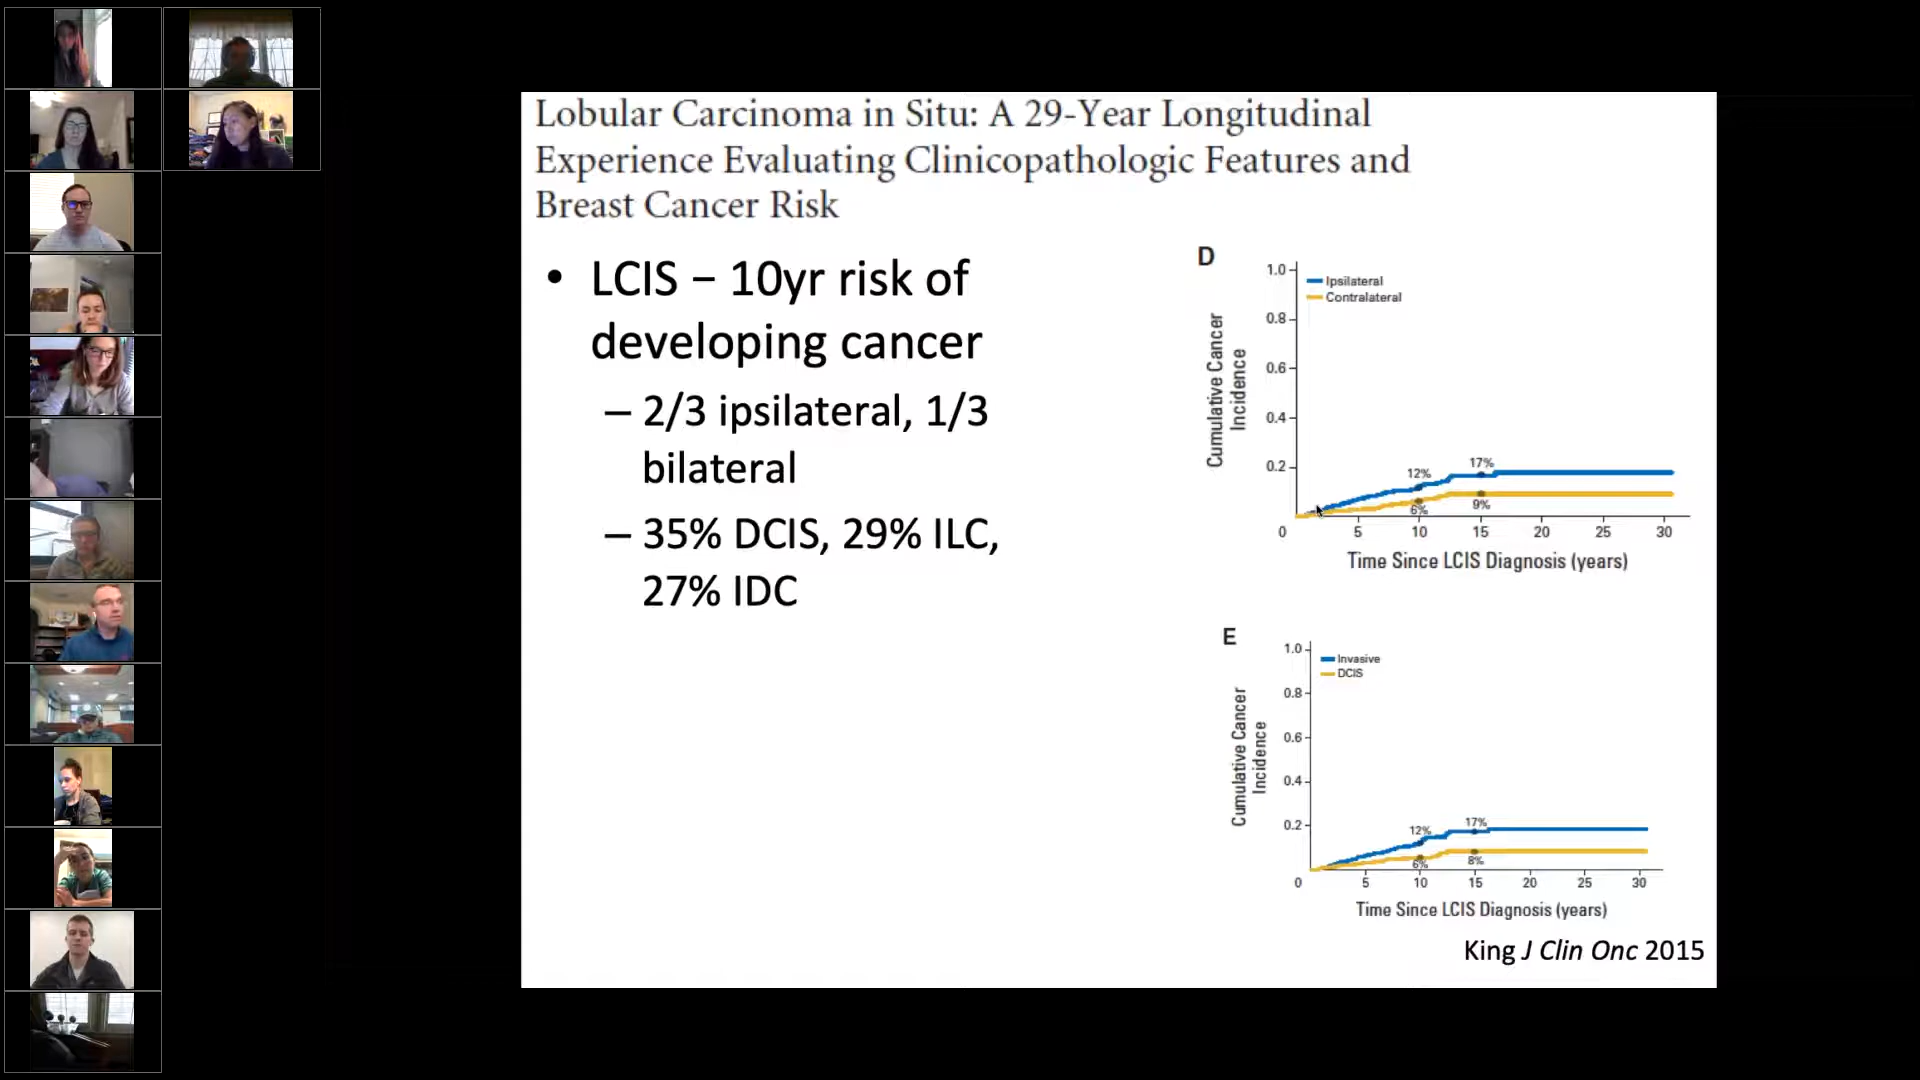 Lobular Carcinoma in Situ: A 29-Year Longitudinal
Experience Evaluating Clinicopathologic Features and
Breast Cancer Risk
• LCIS – 10yr risk of
developing cancer
– 2/3 ipsilateral, 1/3
bilateral
– 35% DCIS, 29% ILC,
27% IDC
D
Cumulative Cancer
Incidence
1.0
0.8
0.6
0.4
0.2
0
Ipsilateral
Contralateral
12%
17%
6%
9%
5 10 15 20 25 30
Time Since LCIS Diagnosis (years)
E
Cumulative Cancer
Incidence
1.0
0.8
0.6
0.4
0.2
0
Invasive
DCIS
12%
17%
6%
8%
5 10 15 20 25 30
Time Since LCIS Diagnosis (years)
King J Clin Onc 2015